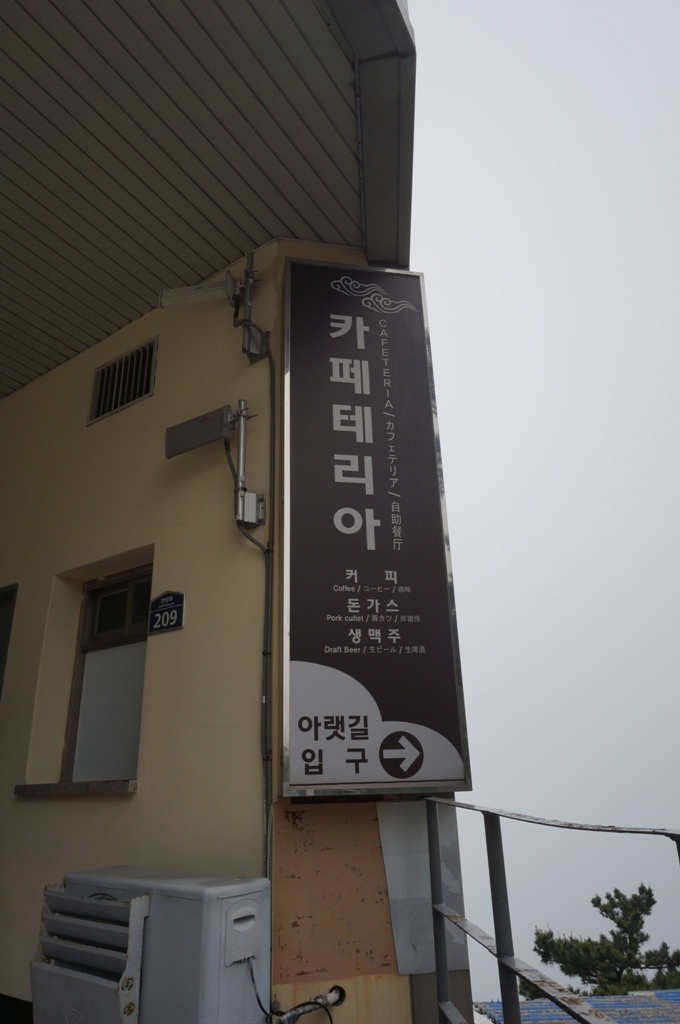 카페테리아
CAFETERIA / カフェテリア / 自助餐厅
커 피
Coffee / コーヒー / 咖啡
돈가스
Pork cutlet / 豚カツ / 炸猪排
생맥주
Draft Beer / 生ビール / 生啤酒
아랫길
입 구
209